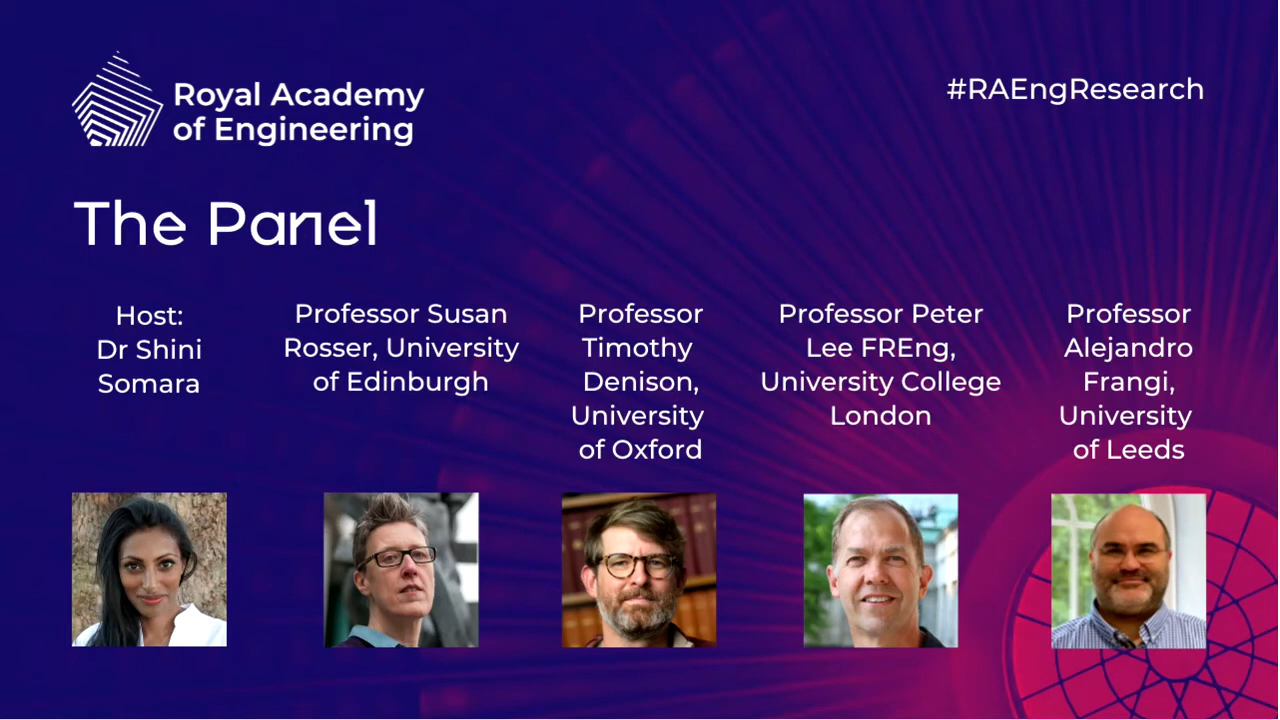 Royal Academy
of Engineering
#RAEngResearch
The Panel
Host:
Dr Shini
Somara
Professor Susan
Rosser, University
of Edinburgh
Professor
Timothy
Denison,
University
of Oxford
Professor Peter
Lee FREng,
University College
London
Professor
Alejandro
Frangi,
University
of Leeds